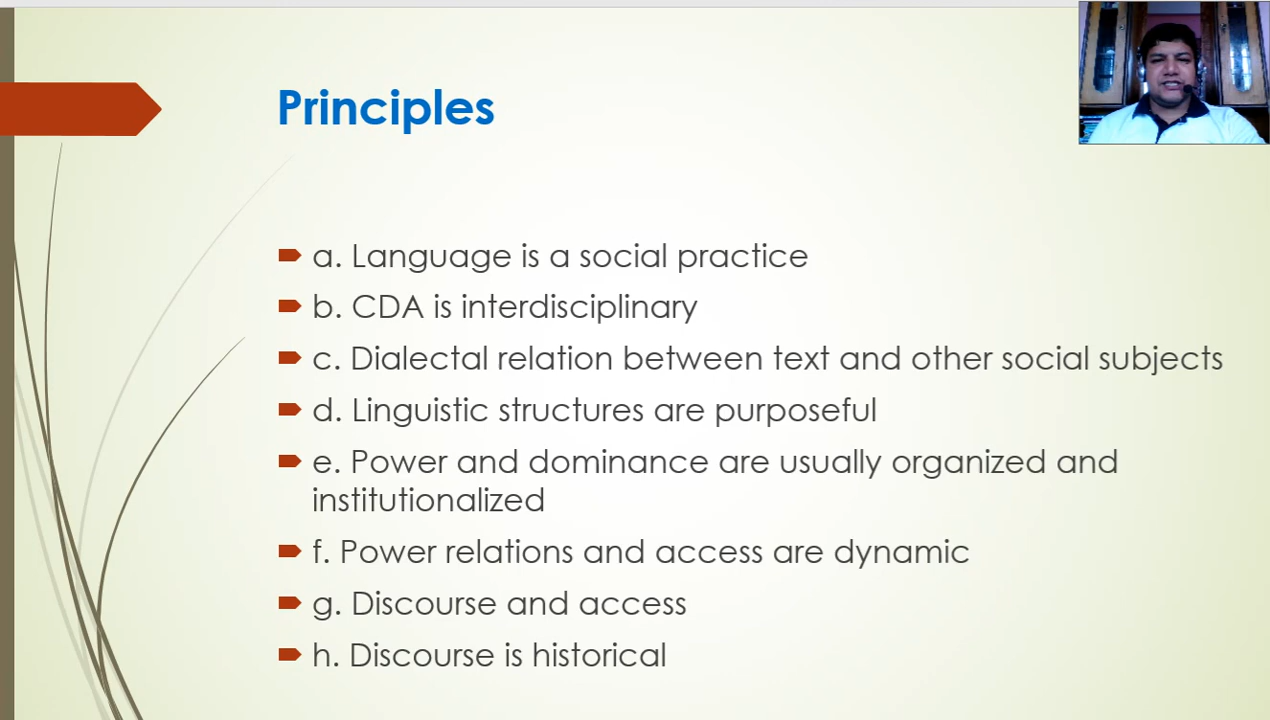 Principles
a. Language is a social practice
b. CDA is interdisciplinary
c. Dialectal relation between text and other social subjects
d. Linguistic structures are purposeful
e. Power and dominance are usually organized and
institutionalized
f. Power relations and access are dynamic
g. Discourse and access
h. Discourse is historical